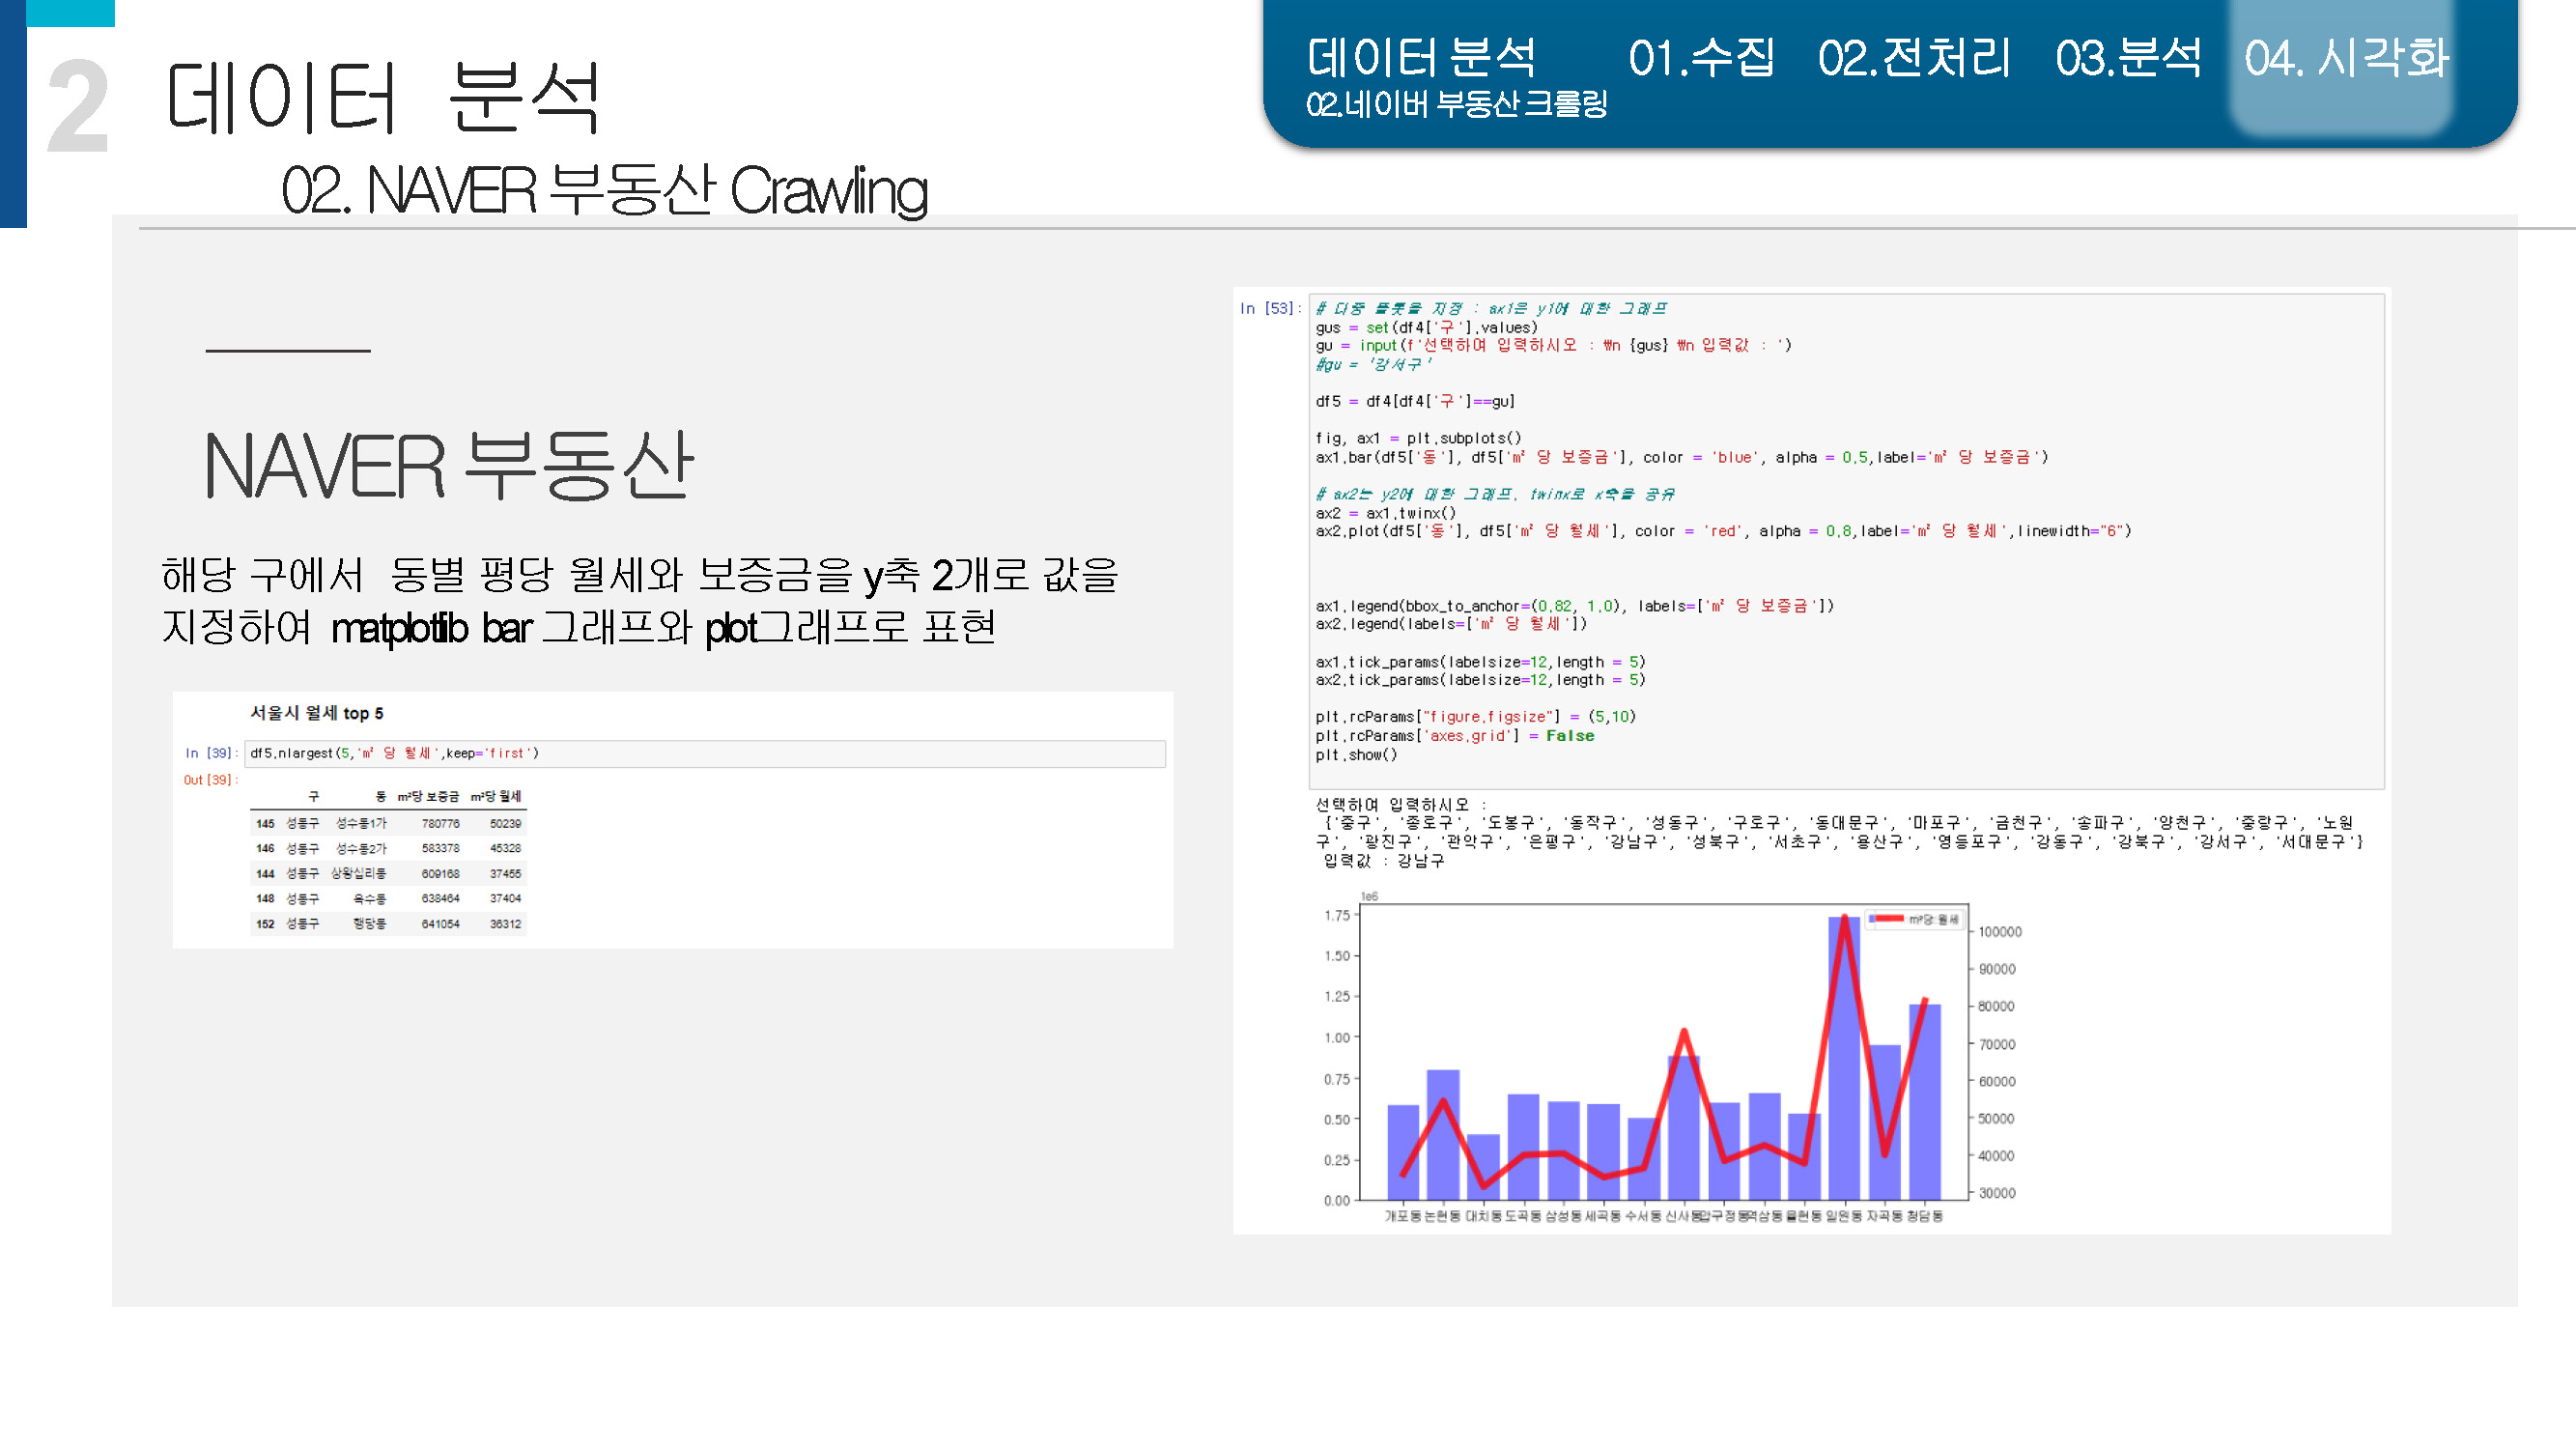 2
데이터 분석
02. NAVER 부동산 Crawling
데이터 분석 01.수집 02.전처리 03.분석 04. 시각화
02.네이버 부동산 크롤링
NAVER 부동산
해당 구에서 동별 평당 월세와 보증금을 y축 2개로 값을
지정하여 matplotlib bar 그래프와 plot그래프로 표현
서울시 월세 top 5
In [39]: df5.nlargest(5,'m² 당 월세',keep='first')
Out[39]:
구 동 m²당 보증금 m²당 월세
145 성동구 성수동1가 780776 50239
146 성동구 성수동2가 583378 45328
144 성동구 상왕십리동 609168 37455
148 성동구 옥수동 638464 37404
152 성동구 행당동 641054 36312
In [53]: # 다중 플롯을 지정 : ax1은 y1에 대한 그래프
gus = set(df4['구'].values)
gu = input(f'선택하여 입력하시오 : ₩n {gus} ₩n 입력값 : ')
#gu = '강서구'
df5 = df4[df4['구']==gu]
fig, ax1 = plt.subplots()
ax1.bar(df5['동'], df5['m² 당 보증금'], color = 'blue', alpha = 0.5,label='m² 당 보증금')
# ax2는 y2에 대한 그래프. twinx로 x축을 공유
ax2 = ax1.twinx()
ax2.plot(df5['동'], df5['m² 당 월세'], color = 'red', alpha = 0.8,label='m² 당 월세',linewidth="6")
ax1.legend(bbox_to_anchor=(0.82, 1.0), labels=['m² 당 보증금'])
ax2.legend(labels=['m² 당 월세'])
ax1.tick_params(labelsize=12,length = 5)
ax2.tick_params(labelsize=12,length = 5)
plt.rcParams["figure.figsize"] = (5,10)
plt.rcParams['axes.grid'] = False
plt.show()
선택하여 입력하시오 :
{'중구', '종로구', '도봉구', '동작구', '성동구', '구로구', '동대문구', '마포구', '금천구', '송파구', '양천구', '중랑구', '노원
구', '광진구', '관악구', '은평구', '강남구', '성북구', '서초구', '용산구', '영등포구', '강동구', '강북구', '강서구', '서대문구'}
입력값 : 강남구
1e6
m²당 월세
1.75
1.50
1.25
1.00
0.75
0.50
0.25
0.00
100000
90000
80000
70000
60000
50000
40000
30000
개포동 논현동 대치동 도곡동 삼성동 세곡동 수서동 신사동 압구정동 역삼동 율현동 일원동 자곡동 청담동